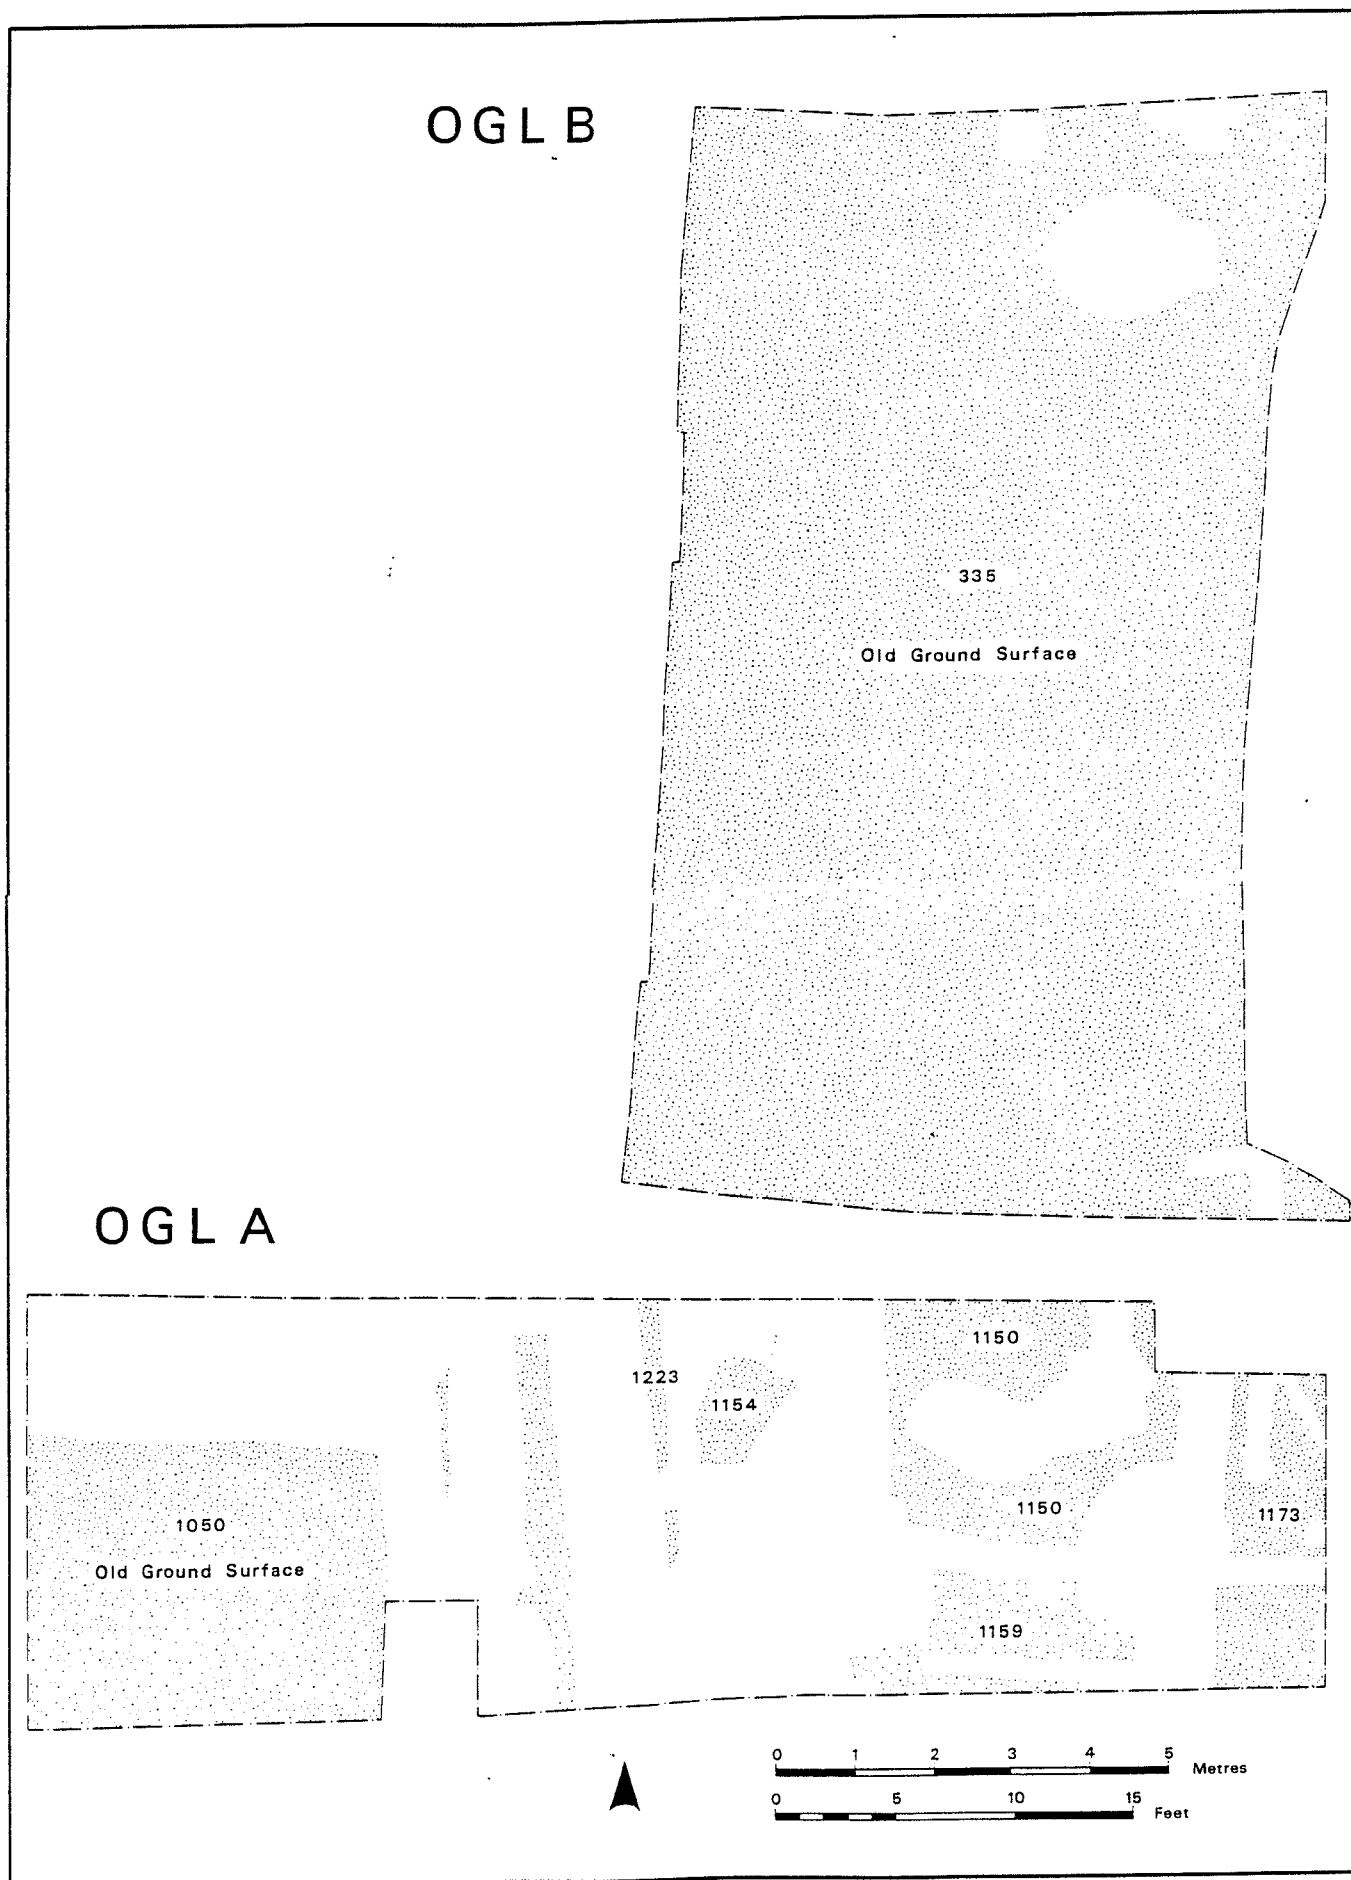 OGL B
335
Old Ground Surface
OGL A
1150
1223
1154
1150
1173
1050
Old Ground Surface
1159
0 1 2 3 4 5 Metres
0 5 10 15 Feet